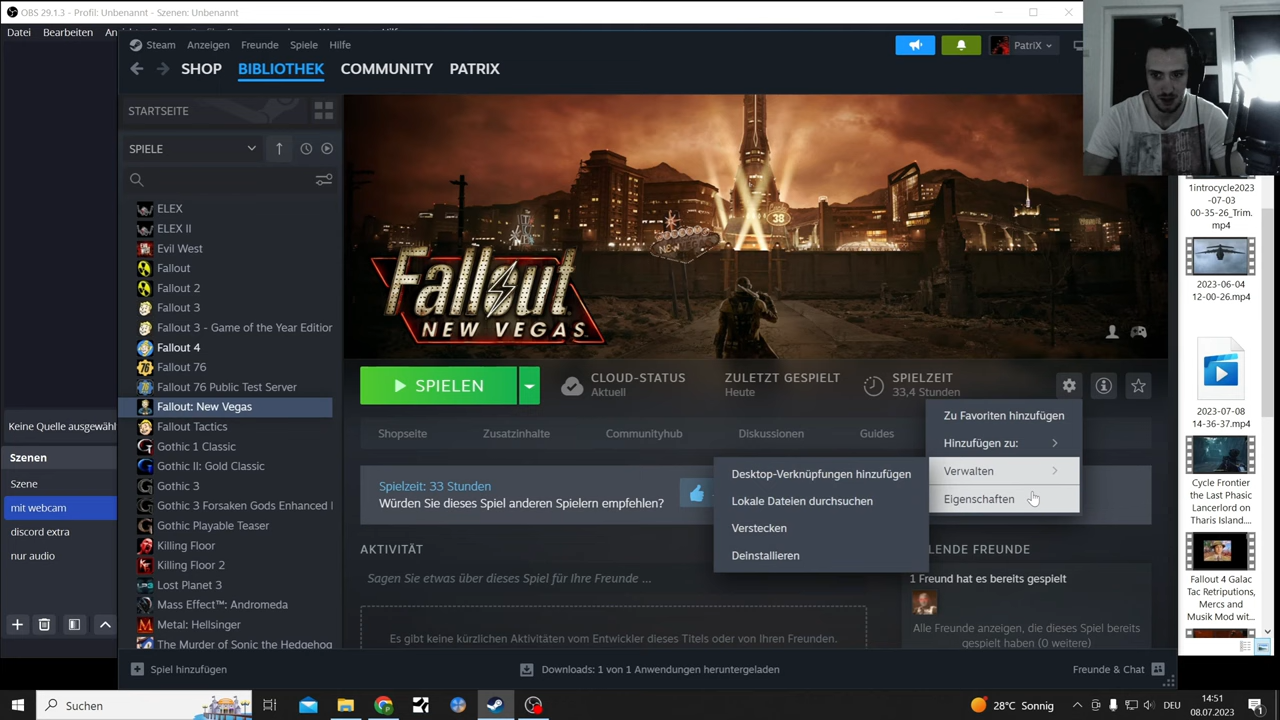 OBS 29.1.3 - Profil: Unbenannt - Szenen: Unbenannt
Datei Bearbeiten
Steam Anzeigen Freunde Spiele Hilfe
PatriX
SHOP BIBLIOTHEK COMMUNITY PATRIX
STARTSEITE
SPIELE
ELEX
ELEX II
Evil West
Fallout
Fallout 2
Fallout 3
Fallout 3 - Game of the Year Edition
Fallout 4
Fallout 76
Fallout 76 Public Test Server
Fallout: New Vegas
Fallout Tactics
Gothic 1 Classic
Gothic II: Gold Classic
Gothic 3
Gothic 3 Forsaken Gods Enhanced
Gothic Playable Teaser
Killing Floor
Killing Floor 2
Lost Planet 3
Mass Effect™: Andromeda
Metal: Hellsinger
The Murder of Sonic the Hedgehog
Spiel hinzufügen
38
NEW VEGAS
Fallout
NEW VEGAS
SPIELEN
CLOUD-STATUS
Aktuell
ZULETZT GESPIELT
Heute
SPIELZEIT
33,4 Stunden
Shopseite Zusatzinhalte Communityhub Diskussionen Guides
Zu Favoriten hinzufügen
Hinzufügen zu:
Verwalten
Eigenschaften
Desktop-Verknüpfungen hinzufügen
Lokale Dateien durchsuchen
Verstecken
Deinstallieren
Spielzeit: 33 Stunden
Würden Sie dieses Spiel anderen Spielern empfehlen?
AKTIVITÄT
Sagen Sie etwas über dieses Spiel für Ihre Freunde ...
Es gibt keine kürzlichen Aktivitäten vom Entwickler dieses Titels oder von Ihren Freunden.
LENDE FREUNDE
1 Freund hat es bereits gespielt
Alle Freunde anzeigen, die dieses Spiel bereits
gespielt haben (0 weitere)
Downloads: 1 von 1 Anwendungen heruntergeladen
Freunde & Chat
Keine Quelle ausgewähl
Szenen
Szene
mit webcam
discord extra
nur audio
1introcycle2023
-07-03
00-35-26_Trim.
mp4
2023-06-04
12-00-26.mp4
2023-07-08
14-36-37.mp4
Cycle Frontier
the Last Phasic
Lancerlord on
Tharis Island....
Fallout 4 Galac
Tac Retriputions,
Mercs and
Musik Mod wit...
Suchen
28°C Sonnig
DEU
14:51
08.07.2023
1